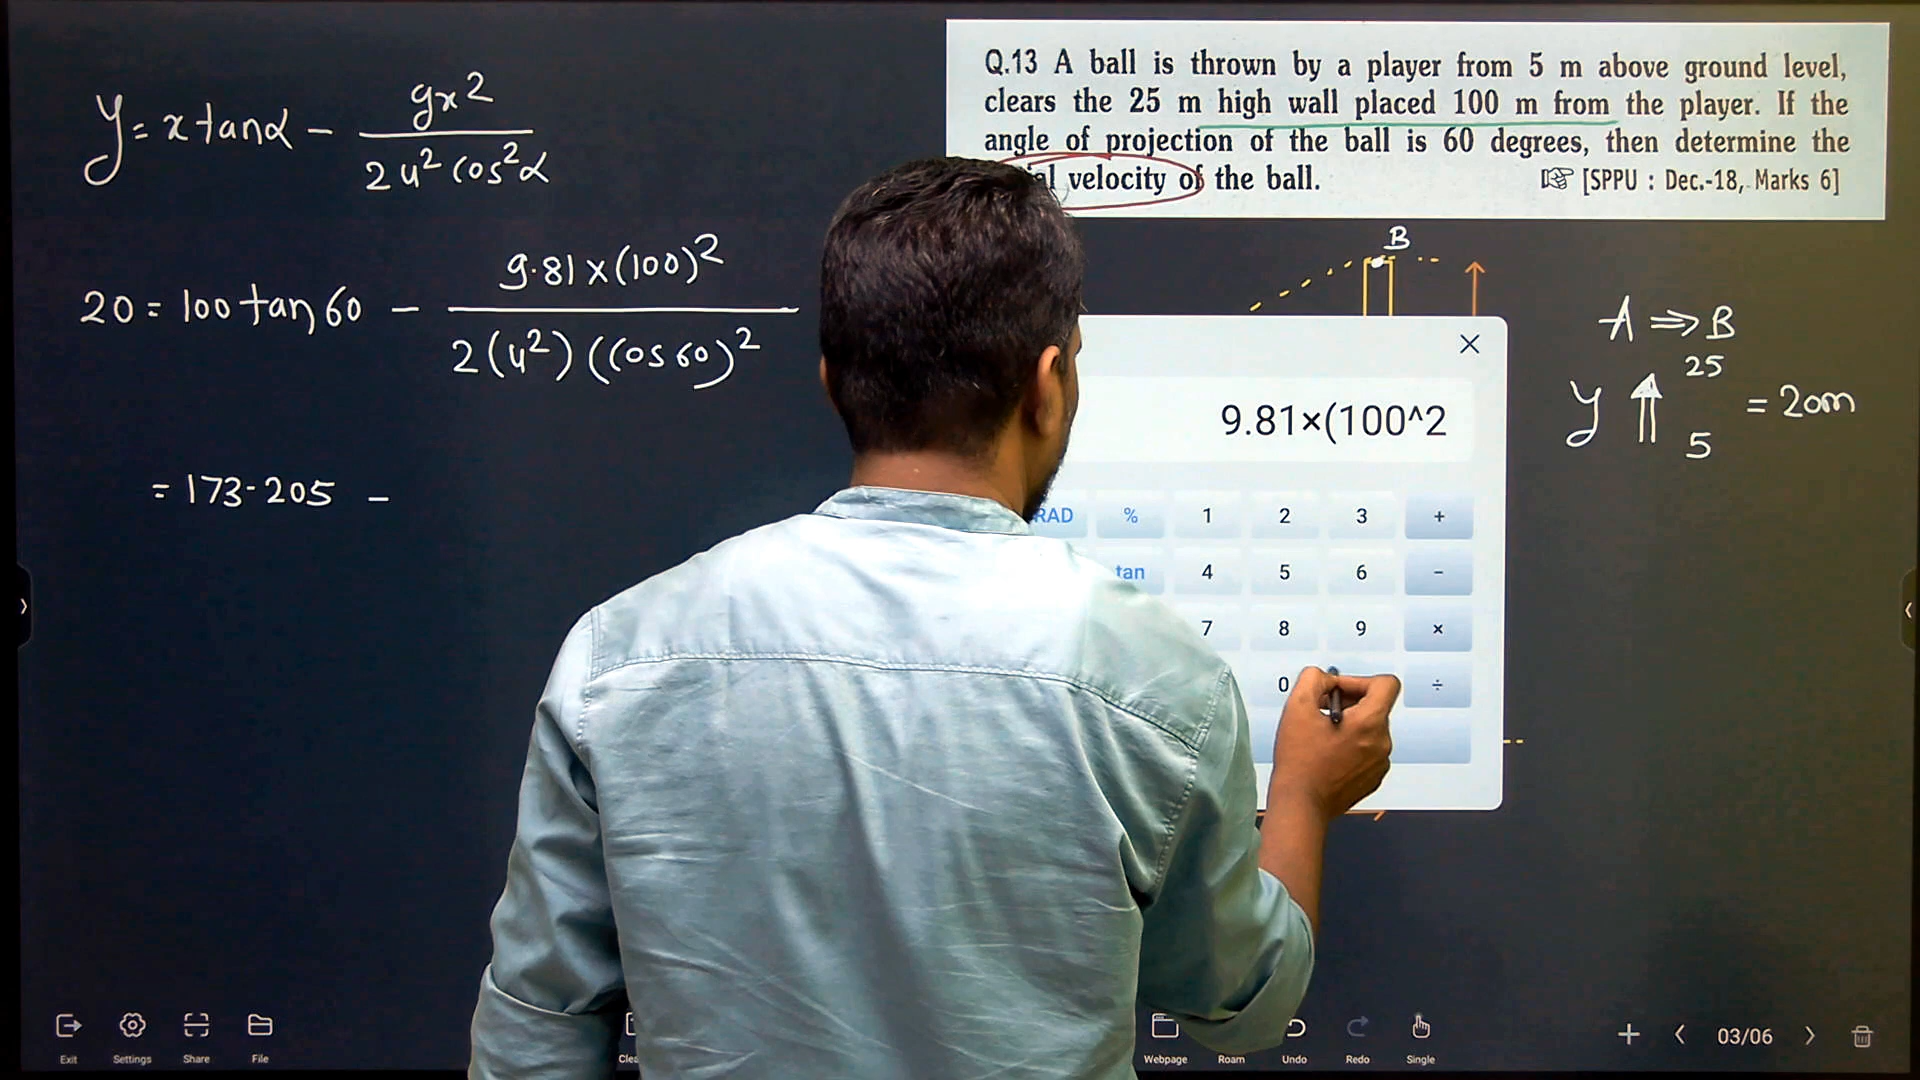 Q.13 A ball is thrown by a player from 5 m above ground level,
clears the 25 m high wall placed 100 m from the player. If the
angle of projection of the ball is 60 degrees, then determine the
velocity of the ball. ☞ [SPPU : Dec.-18, Marks 6]
y = x tanα - gx² / 2u² cos²α
20 = 100 tan 60 - 9.81 × (100)² / 2(u²) (cos 60)²
= 173.205 -
B
A ⇒ B
y ⇑ 25 5 = 20m
×
9.81×(100^2
RAD % 1 2 3 +
tan 4 5 6 -
7 8 9 ×
0 ÷
Exit Settings Share File Webpage Roam Undo Redo Single
+ < 03/06 >